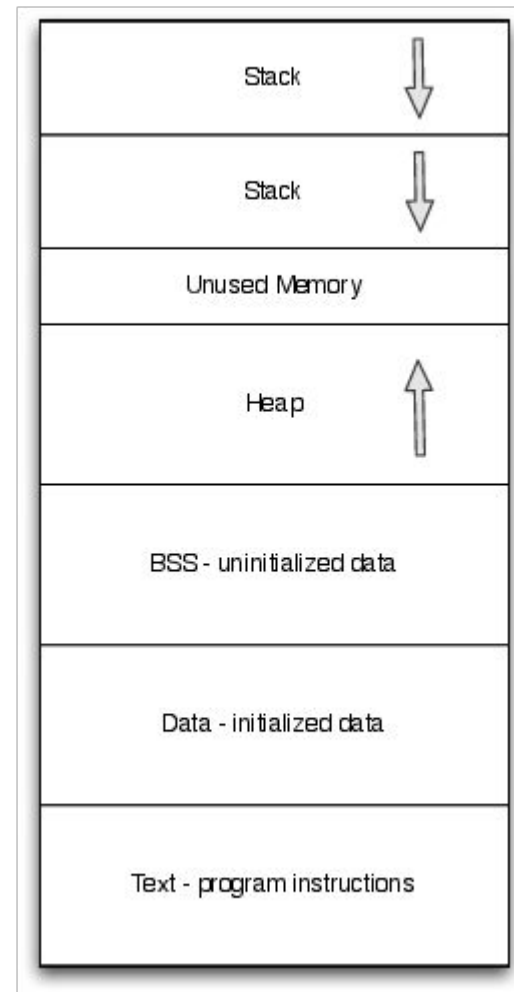 Stack
Stack
Unused Memory
Heap
BSS - uninitialized data
Data - initialized data
Text - program instructions